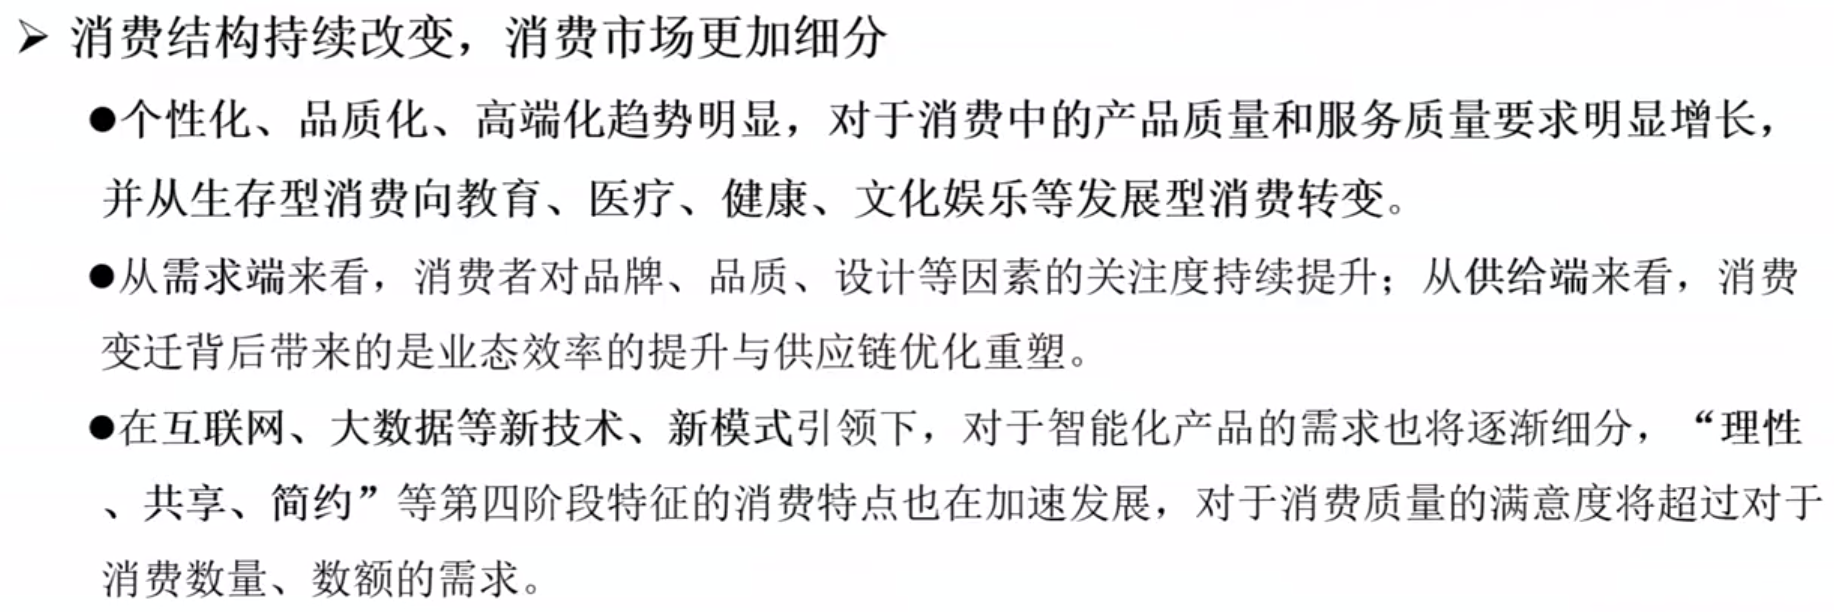 ➢ 消费结构持续改变，消费市场更加细分
●个性化、品质化、高端化趋势明显，对于消费中的产品质量和服务质量要求明显增长，
并从生存型消费向教育、医疗、健康、文化娱乐等发展型消费转变。
●从需求端来看，消费者对品牌、品质、设计等因素的关注度持续提升；从供给端来看，消费
变迁背后带来的是业态效率的提升与供应链优化重塑。
●在互联网、大数据等新技术、新模式引领下，对于智能化产品的需求也将逐渐细分，“理性
、共享、简约”等第四阶段特征的消费特点也在加速发展，对于消费质量的满意度将超过对于
消费数量、数额的需求。